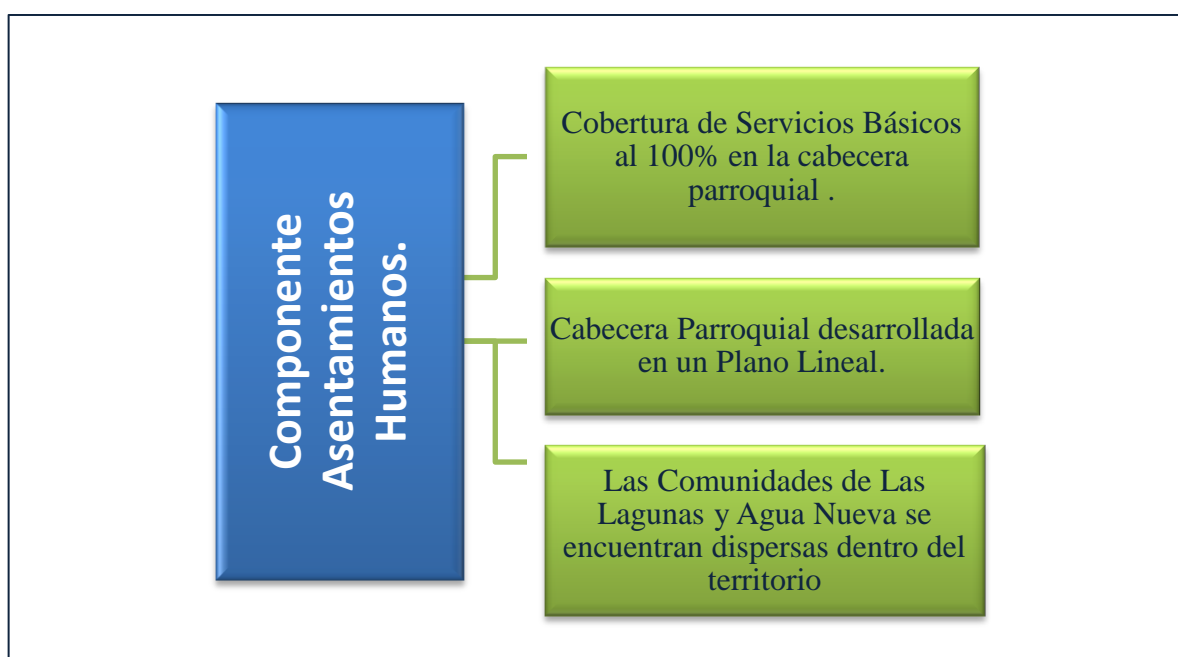 Componente
Asentamientos
Humanos.
Cobertura de Servicios Básicos
al 100% en la cabecera
parroquial .
Cabecera Parroquial desarrollada
en un Plano Lineal.
Las Comunidades de Las
Lagunas y Agua Nueva se
encuentran dispersas dentro del
territorio